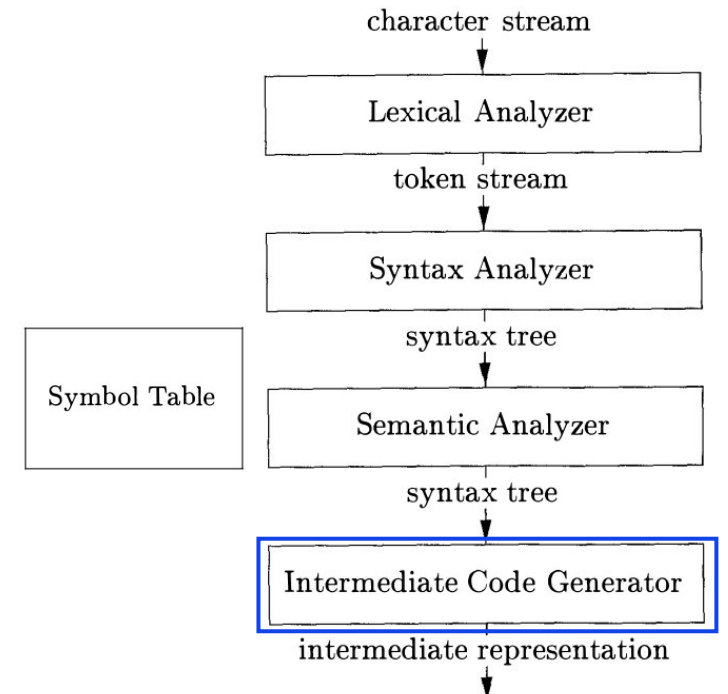 character stream
Lexical Analyzer
token stream
Syntax Analyzer
syntax tree
Symbol Table
Semantic Analyzer
syntax tree
Intermediate Code Generator
intermediate representation